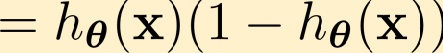 = h_θ(x)(1 − h_θ(x))